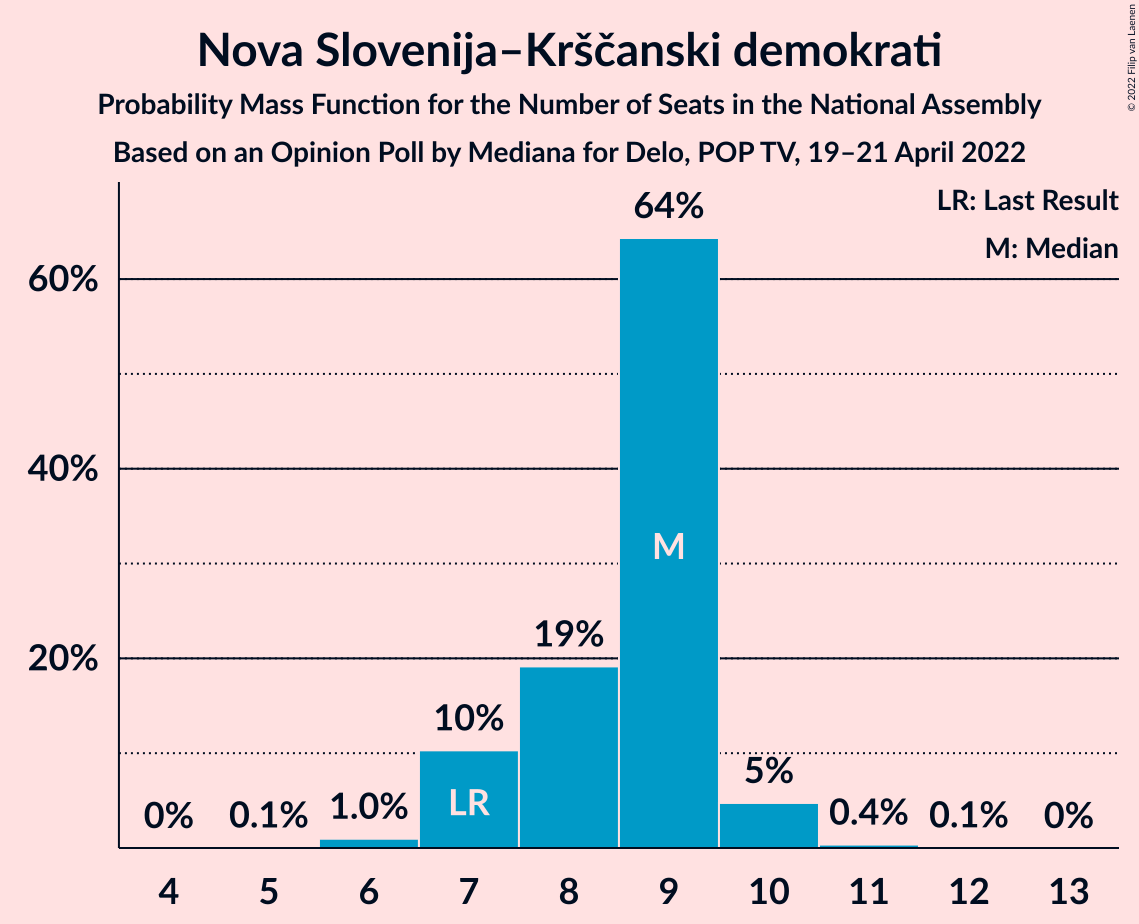 Nova Slovenija–Krščanski demokrati
Probability Mass Function for the Number of Seats in the National Assembly
Based on an Opinion Poll by Mediana for Delo, POP TV, 19–21 April 2022
© 2022 Filip van Laenen
LR: Last Result
M: Median
64%
60%
40%
M
19%
20%
10%
LR
5%
0%
0.1%
1.0%
0.4%
0.1%
0%
4 5 6 7 8 9 10 11 12 13